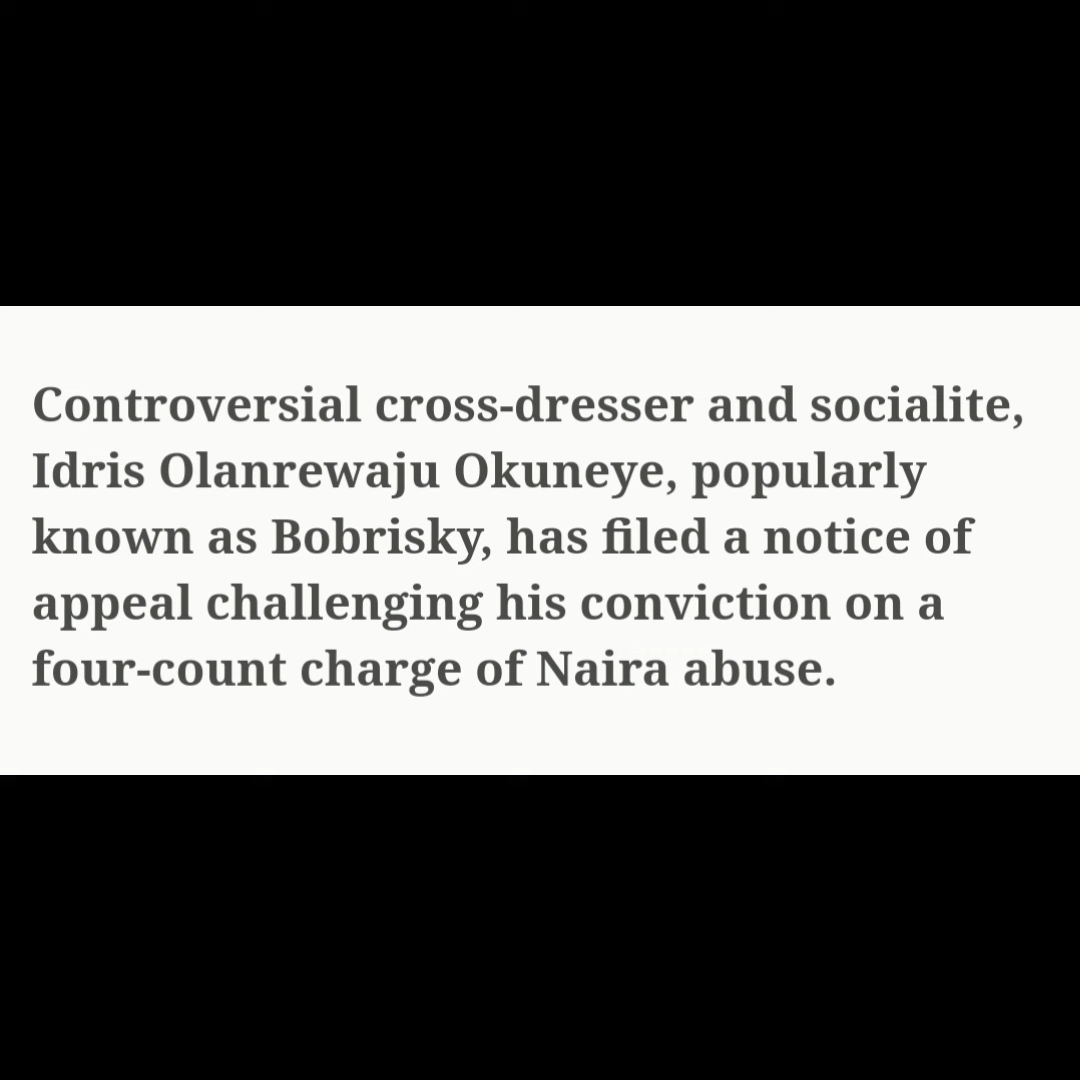 Controversial cross-dresser and socialite,
Idris Olanrewaju Okuneye, popularly
known as Bobrisky, has filed a notice of
appeal challenging his conviction on a
four-count charge of Naira abuse.